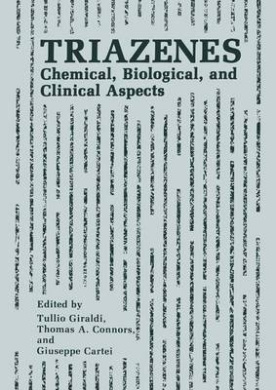 TRIAZENES
Chemical, Biological, and
Clinical Aspects
Edited by
Tullio Giraldi,
Thomas A. Connors,
and
Giuseppe Cartei